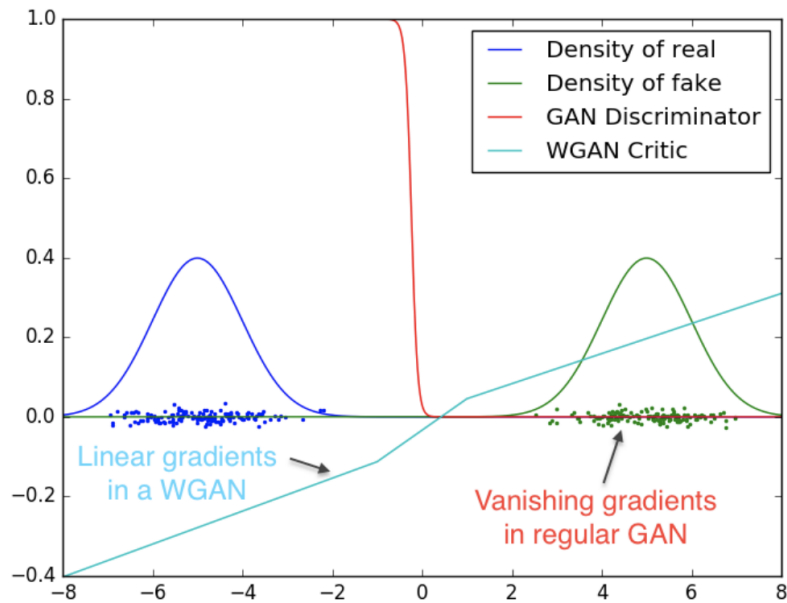 1.0
0.8
0.6
0.4
0.2
0.0
−0.2
−0.4
−8
−6
−4
−2
0
2
4
6
8
Density of real
Density of fake
GAN Discriminator
WGAN Critic
Linear gradients
in a WGAN
Vanishing gradients
in regular GAN